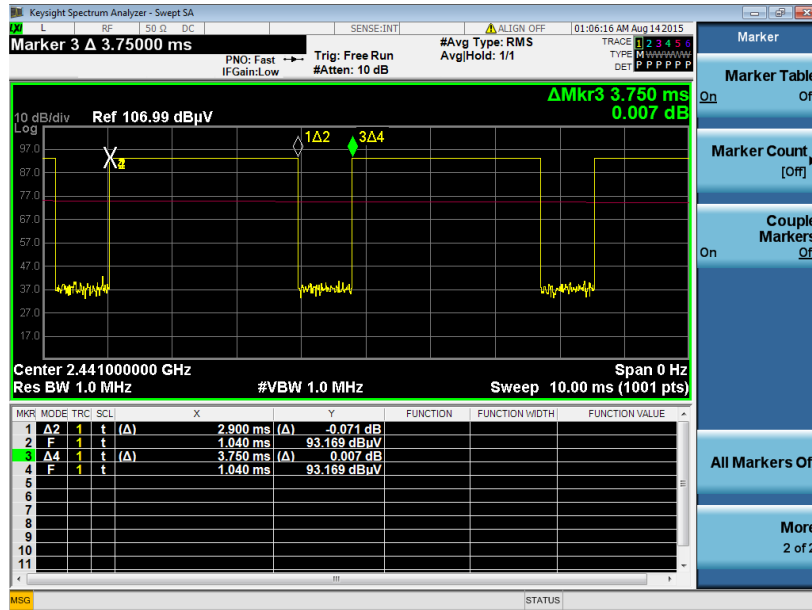 Keysight Spectrum Analyzer - Swept SA
LXI L RF 50 Ω DC SENSE:INT ALIGN OFF 01:06:16 AM Aug 14 2015
Marker 3 Δ 3.75000 ms
PNO: Fast
IFGain:Low
Trig: Free Run
#Atten: 10 dB
#Avg Type: RMS
Avg|Hold: 1/1
TRACE 1 2 3 4 5 6
TYPE M W W W W W
DET P P P P P P
ΔMkr3 3.750 ms
0.007 dB
10 dB/div Ref 106.99 dBµV
Log
97.0
87.0
77.0
67.0
57.0
47.0
37.0
27.0
17.0
1Δ2
3Δ4
Center 2.441000000 GHz Span 0 Hz
Res BW 1.0 MHz #VBW 1.0 MHz Sweep 10.00 ms (1001 pts)
MKR MODE TRC SCL X Y FUNCTION FUNCTION WIDTH FUNCTION VALUE
1 Δ2 1 t (Δ) 2.900 ms (Δ) -0.071 dB
2 F 1 t 1.040 ms 93.169 dBµV
3 Δ4 1 t (Δ) 3.750 ms (Δ) 0.007 dB
4 F 1 t 1.040 ms 93.169 dBµV
5
6
7
8
9
10
11
MSG STATUS
Marker
Marker Table
On Of
Marker Count
[Off]
Couple
Markers
On Of
All Markers Of
More
2 of 2